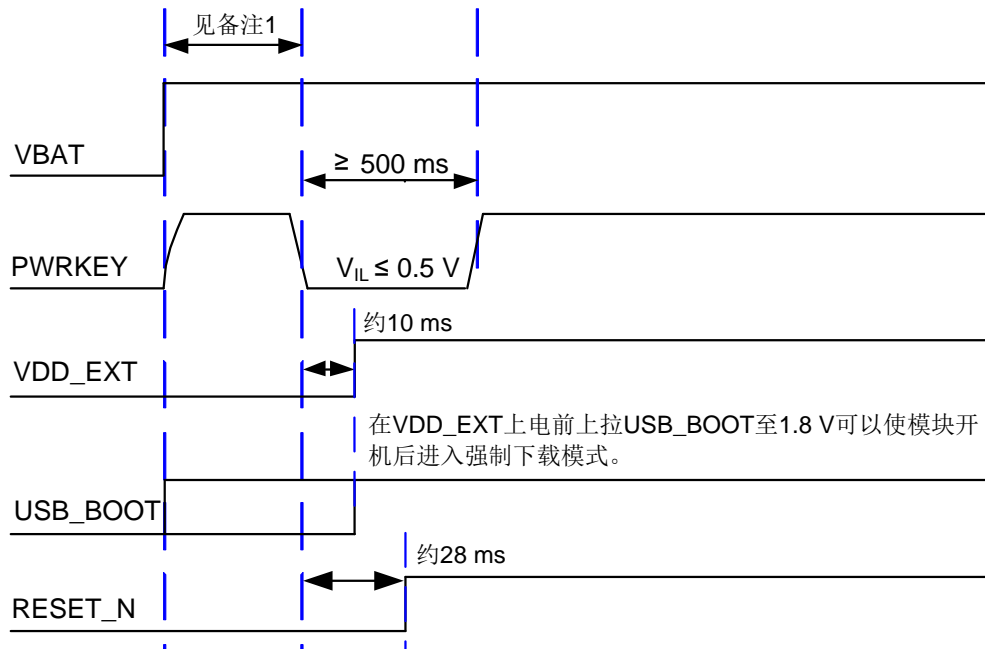 见备注1
VBAT
≥ 500 ms
PWRKEY
VIL ≤ 0.5 V
约10 ms
VDD_EXT
在VDD_EXT上电前上拉USB_BOOT至1.8 V可以使模块开
机后进入强制下载模式。
USB_BOOT
约28 ms
RESET_N